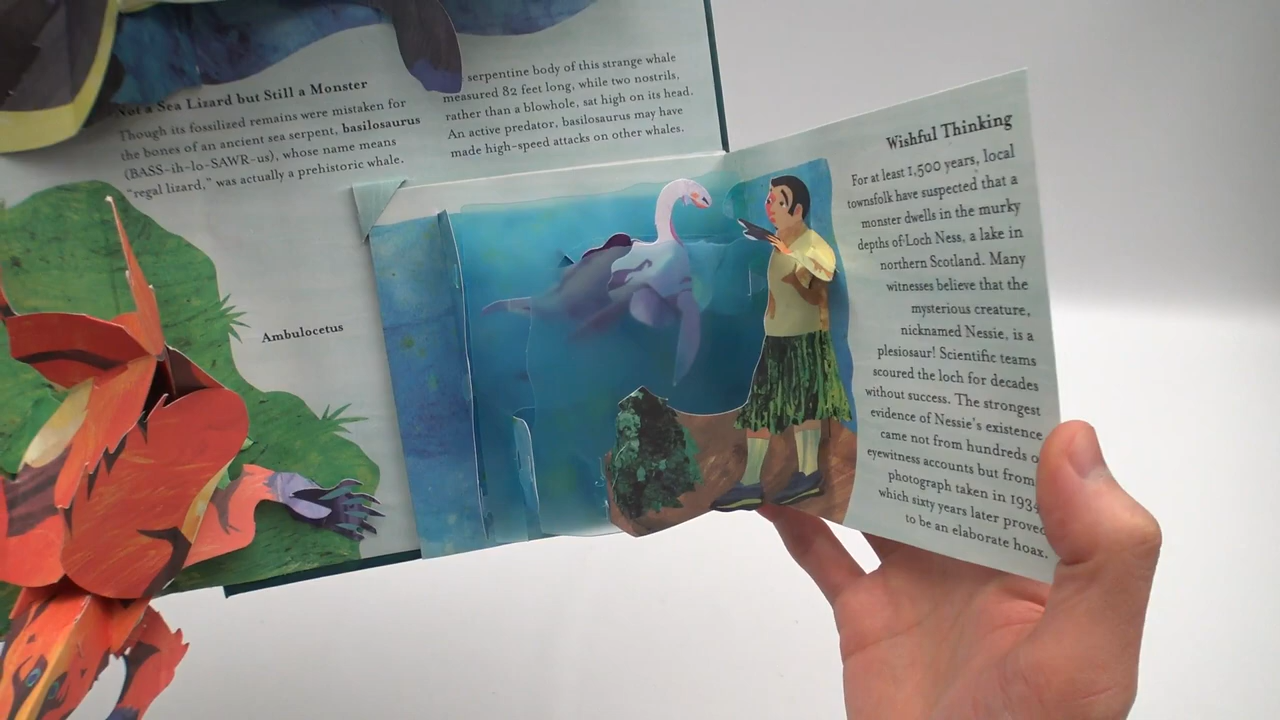 Not a Sea Lizard but Still a Monster
Though its fossilized remains were mistaken for
the bones of an ancient sea serpent, basilosaurus
(BASS-ih-lo-SAWR-us), whose name means
"regal lizard," was actually a prehistoric whale.
serpentine body of this strange whale
measured 82 feet long, while two nostrils,
rather than a blowhole, sat high on its head.
An active predator, basilosaurus may have
made high-speed attacks on other whales.
Ambulocetus
Wishful Thinking
For at least 1,500 years, local
townsfolk have suspected that a
monster dwells in the murky
depths of Loch Ness, a lake in
northern Scotland. Many
witnesses believe that the
mysterious creature,
nicknamed Nessie, is a
plesiosaur! Scientific teams
scoured the loch for decades
without success. The strongest
evidence of Nessie's existence
came not from hundreds o
eyewitness accounts but from
photograph taken in 1934
which sixty years later proved
to be an elaborate hoax.